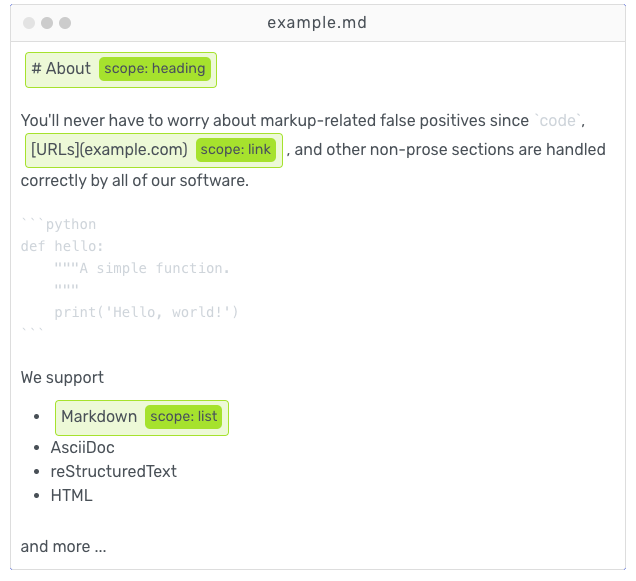 example.md
# About scope: heading
You'll never have to worry about markup-related false positives since `code`,
[URLs](example.com) scope: link , and other non-prose sections are handled
correctly by all of our software.
```python
def hello:
    """A simple function.
    """
    print('Hello, world!')
```
We support
• Markdown scope: list
• AsciiDoc
• reStructuredText
• HTML
and more ...